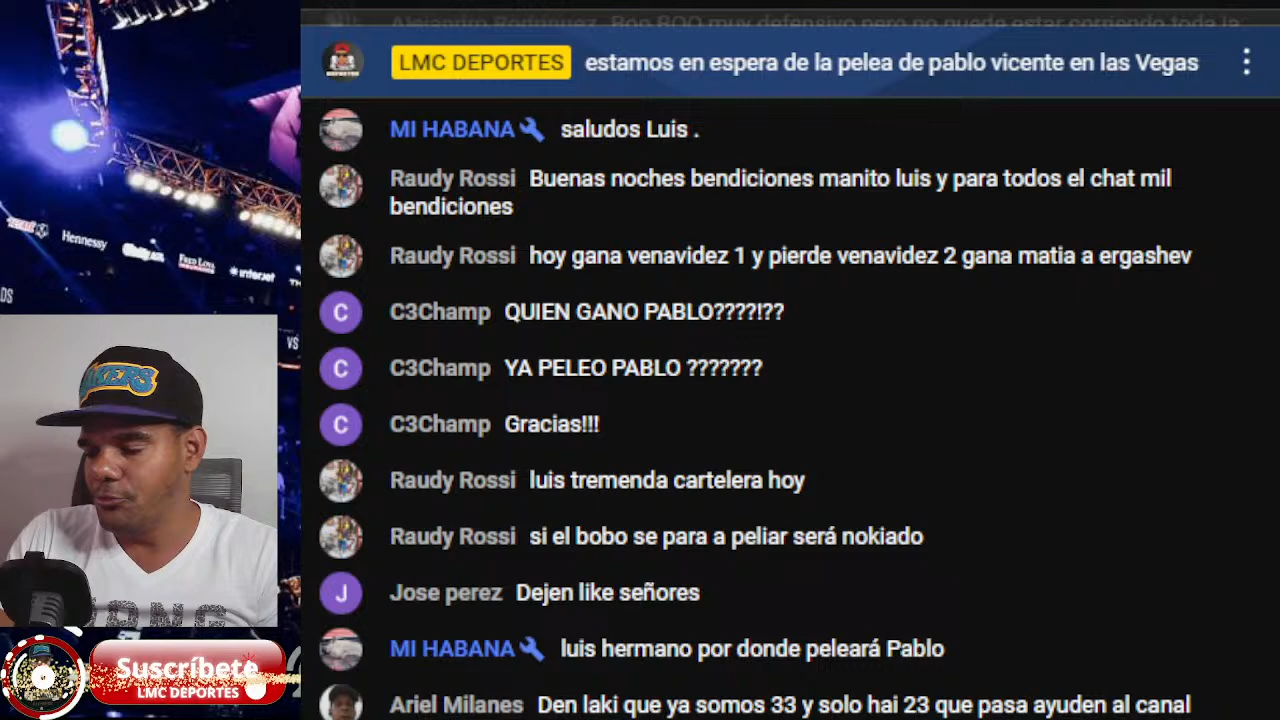 LMC DEPORTES estamos en espera de la pelea de pablo vicente en las Vegas
MI HABANA saludos Luis .
Raudy Rossi Buenas noches bendiciones manito luis y para todos el chat mil
bendiciones
Raudy Rossi hoy gana venavidez 1 y pierde venavidez 2 gana matia a ergashev
C C3Champ QUIEN GANO PABLO????!??
C C3Champ YA PELEO PABLO ???????
C C3Champ Gracias!!!
Raudy Rossi luis tremenda cartelera hoy
Raudy Rossi si el bobo se para a peliar será nokiado
J Jose perez Dejen like señores
MI HABANA luis hermano por donde peleará Pablo
Ariel Milanes Den laki que ya somos 33 y solo hai 23 que pasa ayuden al canal
Hennessy
FRED LOYA
interjet
VS
LAKERS
Suscríbete
LMC DEPORTES